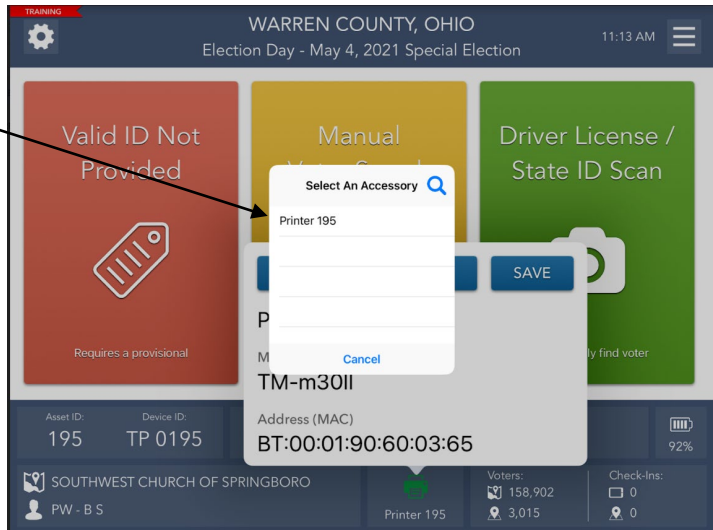 TRAINING
WARREN COUNTY, OHIO
Election Day - May 4, 2021 Special Election
11:13 AM
Valid ID Not
Provided
Requires a provisional
Manual
Driver License /
State ID Scan
ly find voter
Select An Accessory
Printer 195
Cancel
SAVE
P
M
TM-m30II
Address (MAC)
BT:00:01:90:60:03:65
Asset ID:
195
Device ID:
TP 0195
92%
SOUTHWEST CHURCH OF SPRINGBORO
PW - B S
Printer 195
Voters:
158,902
3,015
Check-Ins:
0
0